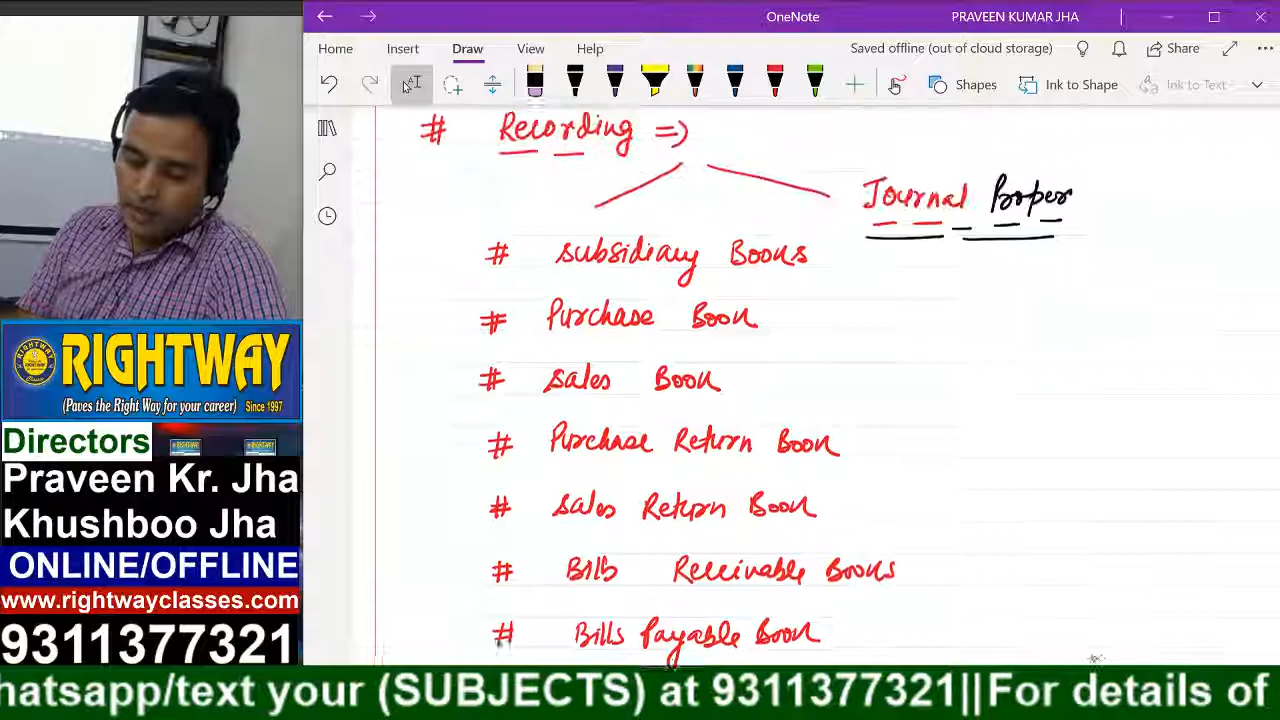 OneNote
PRAVEEN KUMAR JHA
Home Insert Draw View Help
Saved offline (out of cloud storage)
Share
Shapes
Ink to Shape
Ink to Text
# Recording =>
Journal Proper
# Subsidiary Books
# Purchase Book
# Sales Book
# Purchase Return Book
# Sales Return Book
# Bills Receivable Books
# Bills Payable Book
RIGHTWAY
(Paves the Right Way for your career) Since 1997
Directors
Praveen Kr. Jha
Khushboo Jha
ONLINE/OFFLINE
www.rightwayclasses.com
9311377321
hatsapp/text your (SUBJECTS) at 9311377321||For details of